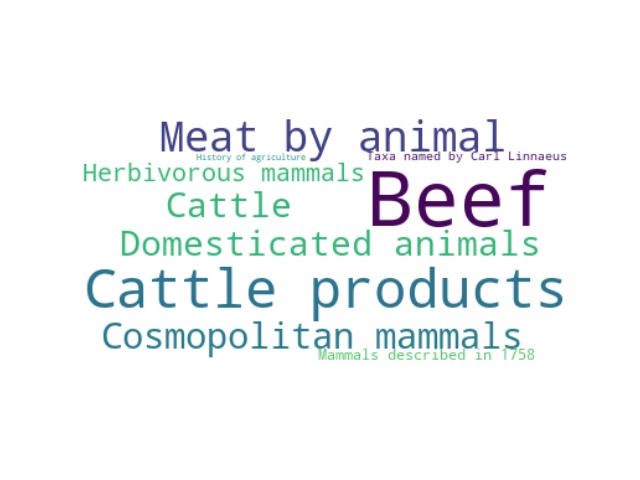 Meat by animal
History of agriculture
Taxa named by Carl Linnaeus
Herbivorous mammals
Beef
Cattle
Domesticated animals
Cattle products
Cosmopolitan mammals
Mammals described in 1758